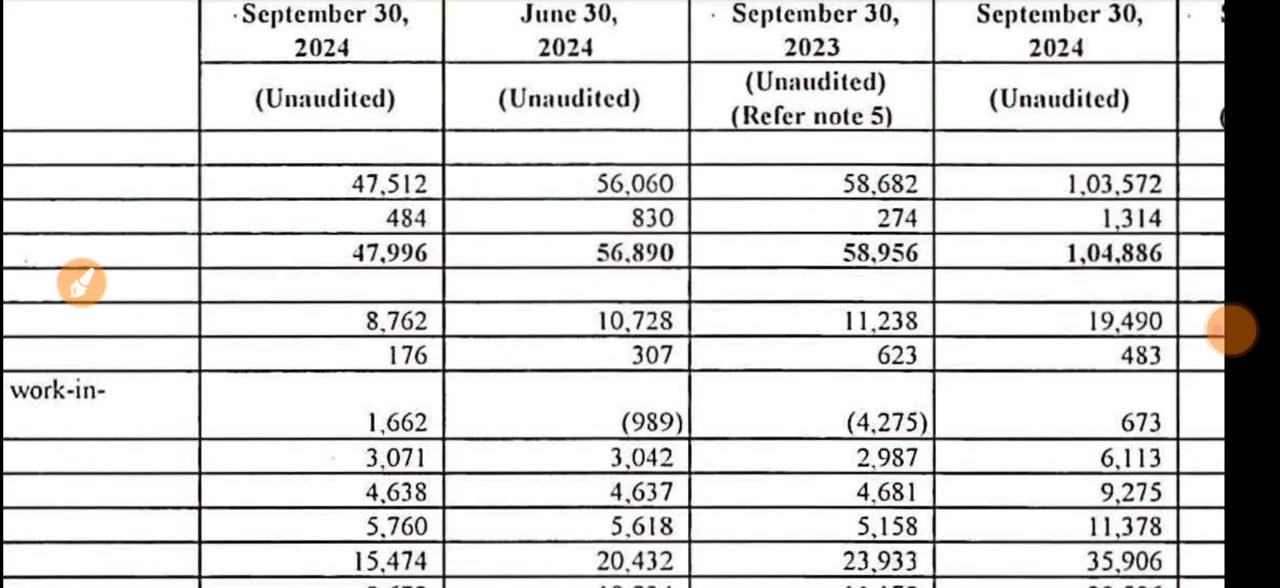 September 30, June 30, September 30, September 30,
2024 2024 2023 2024
(Unaudited) (Unaudited) (Unaudited) (Unaudited)
(Refer note 5)
47,512 56,060 58,682 1,03,572
484 830 274 1,314
47,996 56,890 58,956 1,04,886
8,762 10,728 11,238 19,490
176 307 623 483
work-in-
1,662 (989) (4,275) 673
3,071 3,042 2,987 6,113
4,638 4,637 4,681 9,275
5,760 5,618 5,158 11,378
15,474 20,432 23,933 35,906